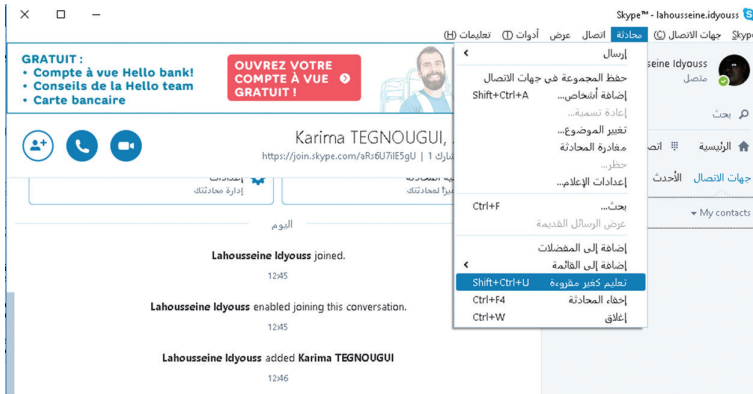 Skype™ - lahousseine.idyouss
Skype جهات الاتصال (C) محادثة اتصال عرض أدوات (T) تعليمات (H)
إرسال
حفظ المجموعة في جهات الاتصال
إضافة أشخاص... Shift+Ctrl+A
إعادة تسمية...
تغيير الموضوع...
مغادرة المحادثة
حظر...
إعدادات الإعلام...
بحث... Ctrl+F
عرض الرسائل القديمة
إضافة إلى المفضلات
إضافة إلى القائمة
تعليم كغير مقروءة Shift+Ctrl+U
إخفاء المحادثة Ctrl+F4
إغلاق Ctrl+W
seine Idyouss
متصل
بحث
الرئيسية
جهات الاتصال الأحدث
My contacts
GRATUIT :
• Compte à vue Hello bank!
• Conseils de la Hello team
• Carte bancaire
OUVREZ VOTRE
COMPTE À VUE
GRATUIT !
Karima TEGNOUGUI,
https://join.skype.com/aRs6U7ilE5gU | 1
إدارة محادثتك
اليوم
Lahousseine Idyouss joined.
12:45
Lahousseine Idyouss enabled joining this conversation.
12:45
Lahousseine Idyouss added Karima TEGNOUGUI
12:46